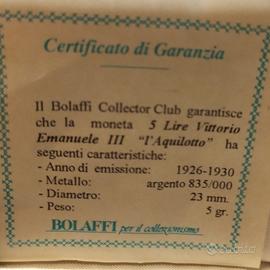 Certificato di Garanzia
Il Bolaffi Collector Club garantisce
che la moneta 5 Lire Vittorio
Emanuele III "l'Aquilotto" ha
seguenti caratteristiche:
- Anno di emissione: 1926-1930
- Metallo: argento 835/000
- Diametro: 23 mm.
- Peso: 5 gr.
BOLAFFI per il collezionismo
subito